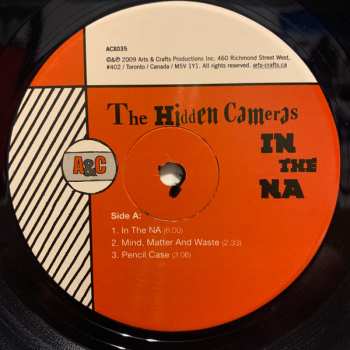 AC8035
℗&© 2009 Arts & Crafts Productions Inc. 460 Richmond Street West,
#402 / Toronto / Canada / M5V 1Y1. All rights reserved. arts-crafts.ca
The Hidden Cameras
IN
THE
NA
A&C
Side A:
1. In The NA (6:00)
2. Mind, Matter And Waste (2:33)
3. Pencil Case (3:06)